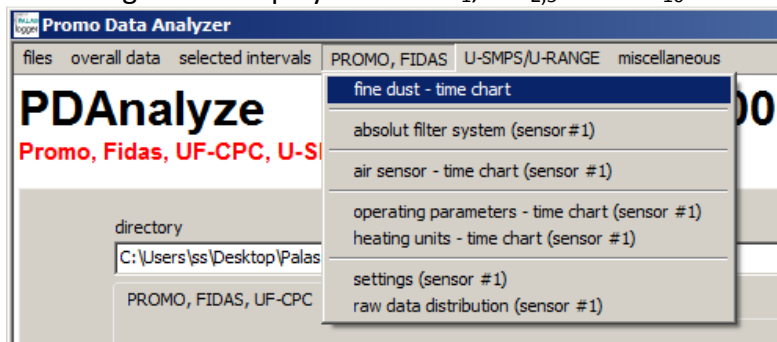 PALAS
logger Promo Data Analyzer
files overall data selected intervals PROMO, FIDAS U-SMPS/U-RANGE miscellaneous
fine dust - time chart
PDAnalyze 00
absolut filter system (sensor#1)
Promo, Fidas, UF-CPC, U-S
air sensor - time chart (sensor #1)
operating parameters - time chart (sensor #1)
directory
heating units - time chart (sensor #1)
C:\Users\ss\Desktop\Palas
settings (sensor #1)
PROMO, FIDAS, UF-CPC
raw data distribution (sensor #1)